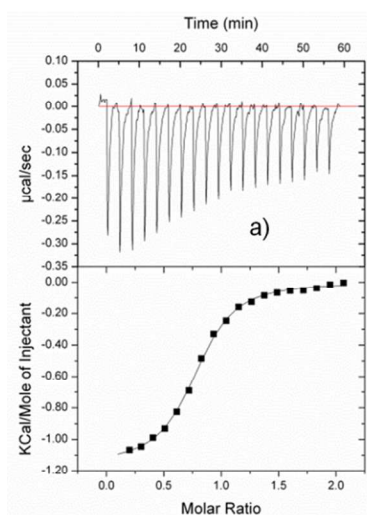 Time (min)
0 10 20 30 40 50 60
0.10
0.05
0.00
-0.05
-0.10
-0.15
-0.20
-0.25
-0.30
-0.35
µcal/sec
a)
0.00
-0.20
-0.40
-0.60
-0.80
-1.00
-1.20
KCal/Mole of Injectant
0.0 0.5 1.0 1.5 2.0
Molar Ratio